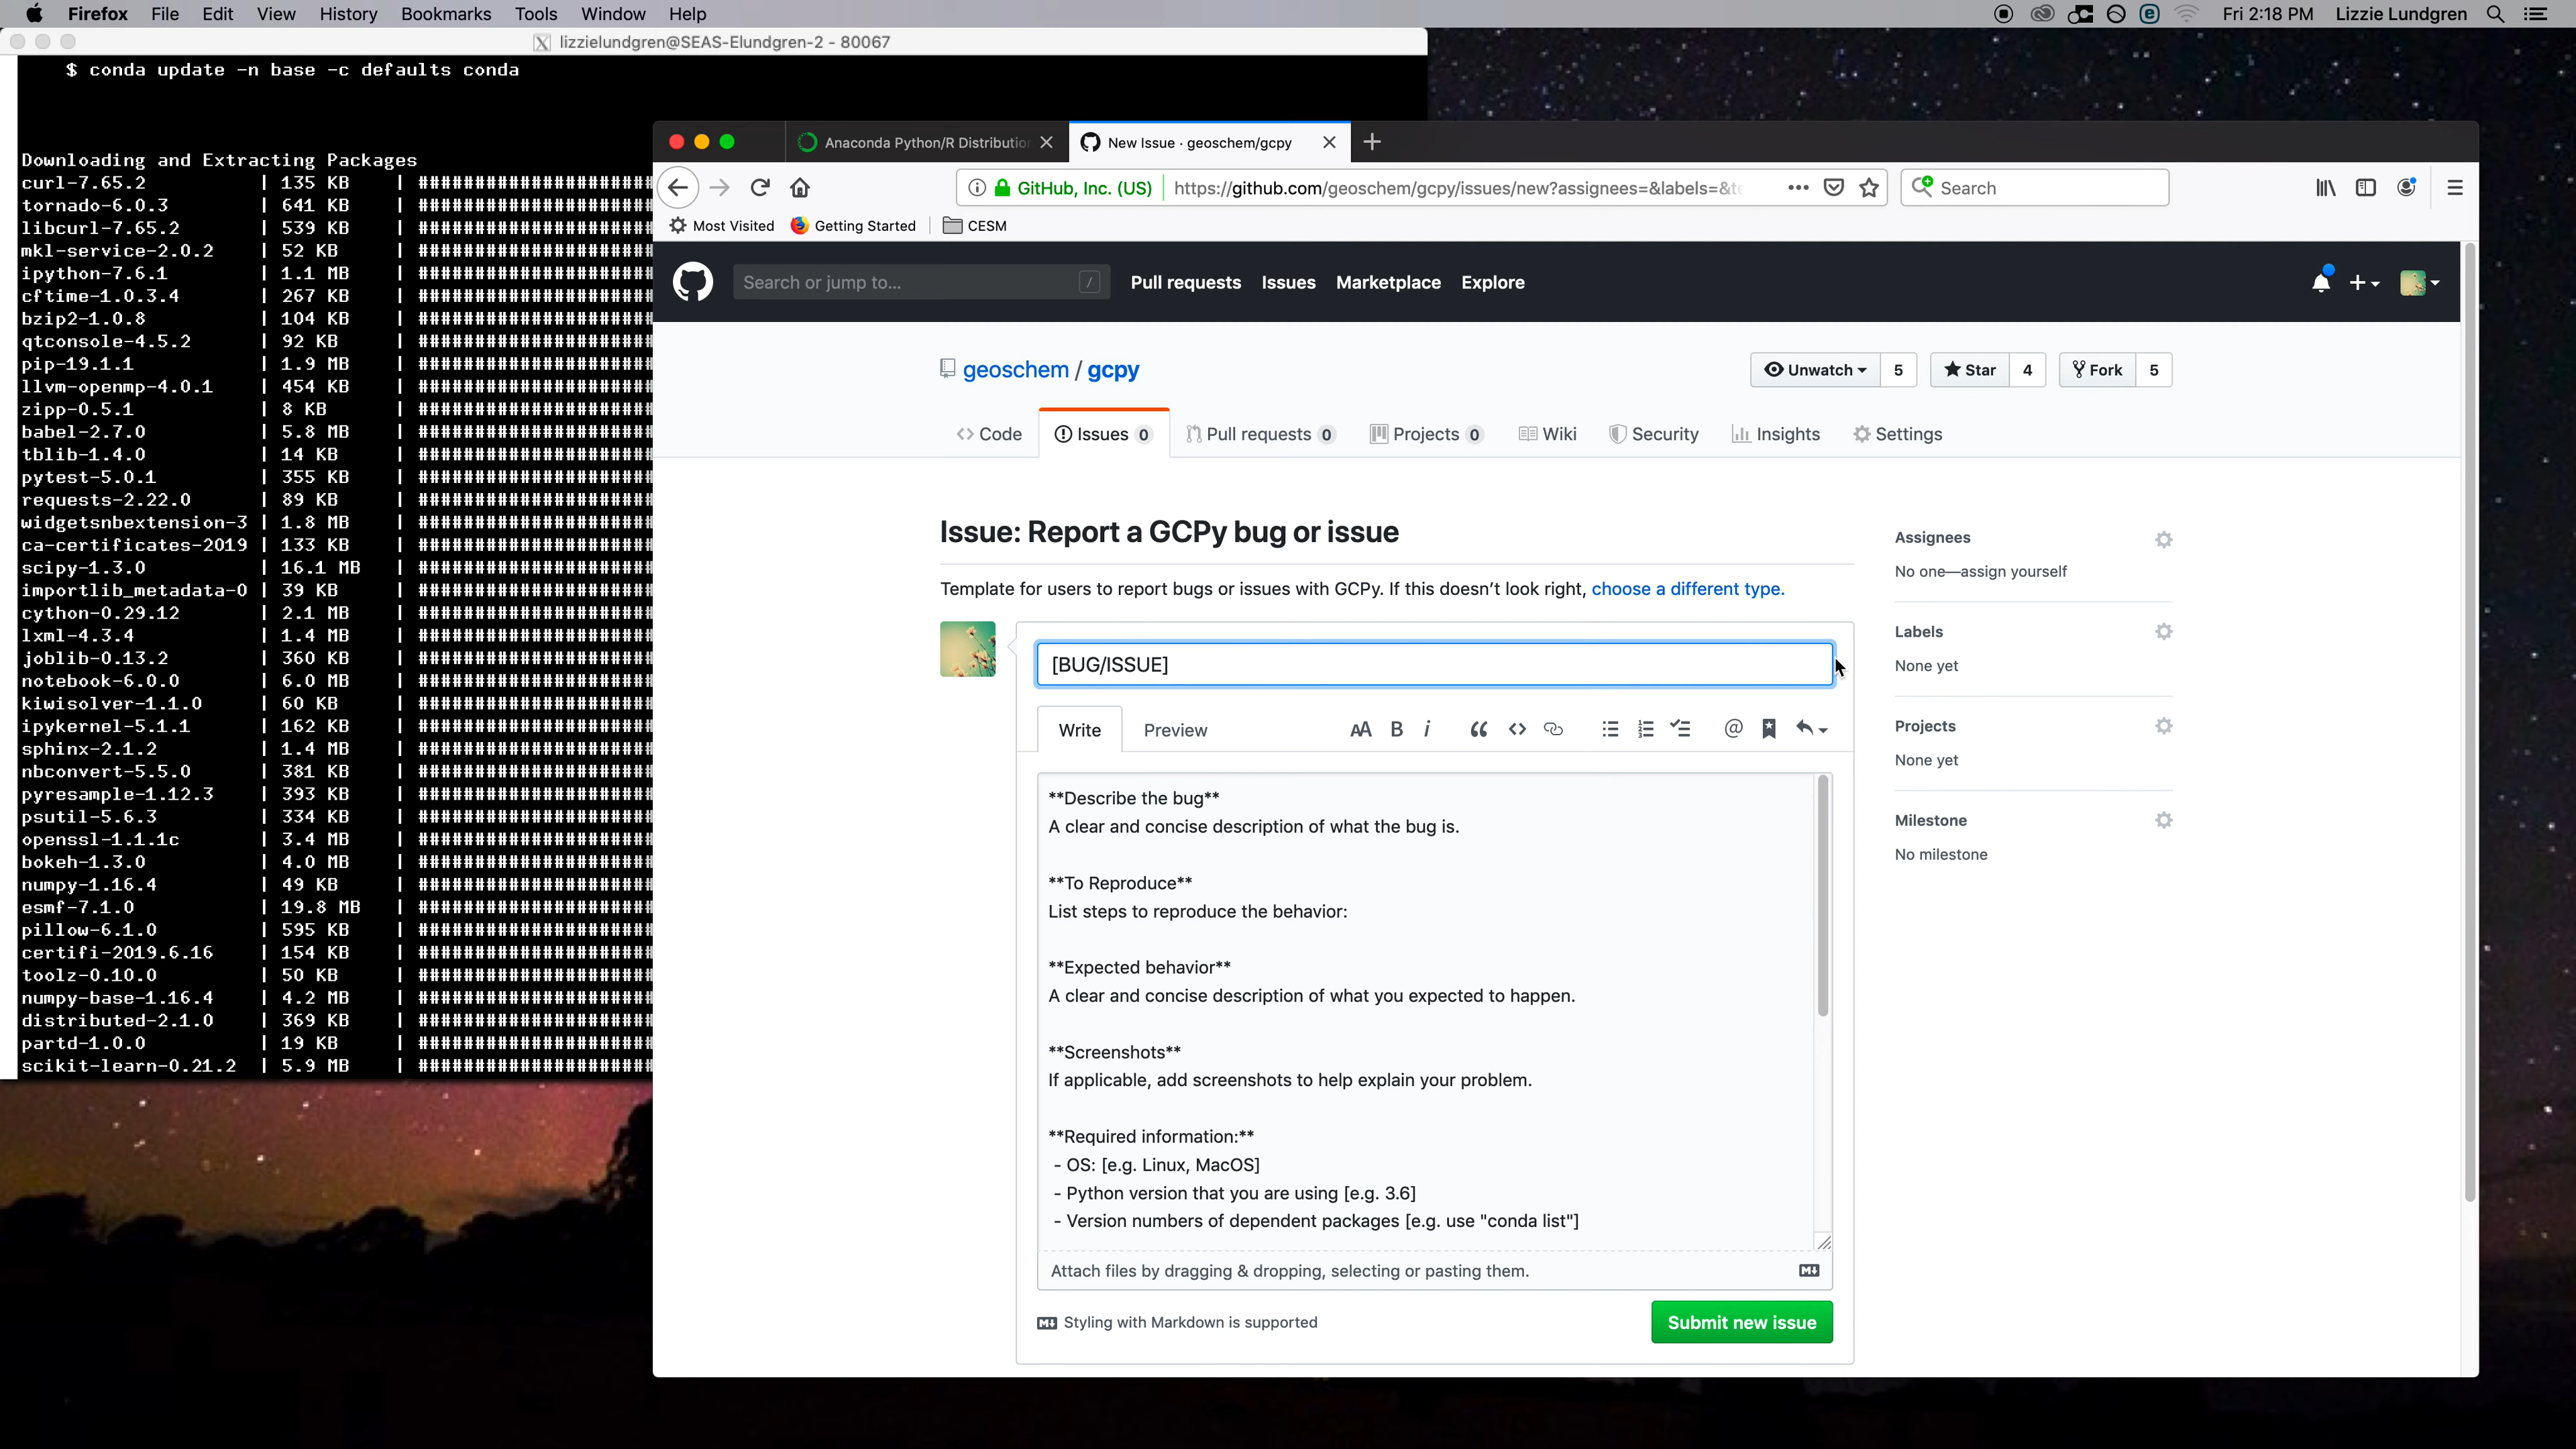 Firefox File Edit View History Bookmarks Tools Window Help Fri 2:18 PM Lizzie Lundgren
lizzielundgren@SEAS-Elundgren-2 - 80067
$ conda update -n base -c defaults conda
Downloading and Extracting Packages
curl-7.65.2 | 135 KB | ####################
tornado-6.0.3 | 641 KB | ####################
libcurl-7.65.2 | 539 KB | ####################
mkl-service-2.0.2 | 52 KB | ####################
ipython-7.6.1 | 1.1 MB | ####################
cftime-1.0.3.4 | 267 KB | ####################
bzip2-1.0.8 | 104 KB | ####################
qtconsole-4.5.2 | 92 KB | ####################
pip-19.1.1 | 1.9 MB | ####################
llvm-openmp-4.0.1 | 454 KB | ####################
zipp-0.5.1 | 8 KB | ####################
babel-2.7.0 | 5.8 MB | ####################
tblib-1.4.0 | 14 KB | ####################
pytest-5.0.1 | 355 KB | ####################
requests-2.22.0 | 89 KB | ####################
widgetsnbextension-3 | 1.8 MB | ####################
ca-certificates-2019 | 133 KB | ####################
scipy-1.3.0 | 16.1 MB | ####################
importlib_metadata-0 | 39 KB | ####################
cython-0.29.12 | 2.1 MB | ####################
lxml-4.3.4 | 1.4 MB | ####################
joblib-0.13.2 | 360 KB | ####################
notebook-6.0.0 | 6.0 MB | ####################
kiwisolver-1.1.0 | 60 KB | ####################
ipykernel-5.1.1 | 162 KB | ####################
sphinx-2.1.2 | 1.4 MB | ####################
nbconvert-5.5.0 | 381 KB | ####################
pyresample-1.12.3 | 393 KB | ####################
psutil-5.6.3 | 334 KB | ####################
openssl-1.1.1c | 3.4 MB | ####################
bokeh-1.3.0 | 4.0 MB | ####################
numpy-1.16.4 | 49 KB | ####################
esmf-7.1.0 | 19.8 MB | ####################
pillow-6.1.0 | 595 KB | ####################
certifi-2019.6.16 | 154 KB | ####################
toolz-0.10.0 | 50 KB | ####################
numpy-base-1.16.4 | 4.2 MB | ####################
distributed-2.1.0 | 369 KB | ####################
partd-1.0.0 | 19 KB | ####################
scikit-learn-0.21.2 | 5.9 MB | ####################
Anaconda Python/R Distribution New Issue · geoschem/gcpy
GitHub, Inc. (US) https://github.com/geoschem/gcpy/issues/new?assignees=&labels=&te Search
Most Visited Getting Started CESM
Search or jump to... / Pull requests Issues Marketplace Explore
geoschem / gcpy Unwatch 5 Star 4 Fork 5
Code Issues 0 Pull requests 0 Projects 0 Wiki Security Insights Settings
Issue: Report a GCPy bug or issue
Template for users to report bugs or issues with GCPy. If this doesn't look right, choose a different type.
[BUG/ISSUE]
Write Preview
**Describe the bug**
A clear and concise description of what the bug is.
**To Reproduce**
List steps to reproduce the behavior:
**Expected behavior**
A clear and concise description of what you expected to happen.
**Screenshots**
If applicable, add screenshots to help explain your problem.
**Required information:**
- OS: [e.g. Linux, MacOS]
- Python version that you are using [e.g. 3.6]
- Version numbers of dependent packages [e.g. use "conda list"]
Attach files by dragging & dropping, selecting or pasting them.
Styling with Markdown is supported
Submit new issue
Assignees
No one—assign yourself
Labels
None yet
Projects
None yet
Milestone
No milestone